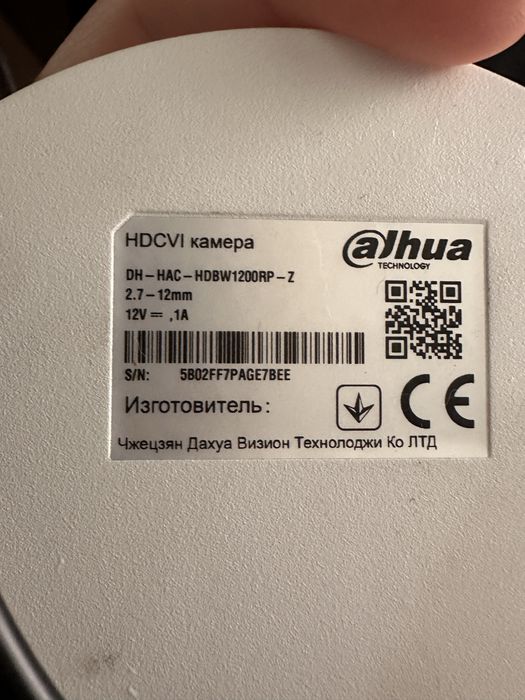 HDCVI камера
alhua
TECHNOLOGY
DH-HAC-HDBW1200RP-Z
2.7-12mm
12V⎓ ,1A
S/N: 5B02FF7PAGE7BEE
Изготовитель:
CE
Чжецзян Дахуа Визион Технолоджи Ко ЛТД